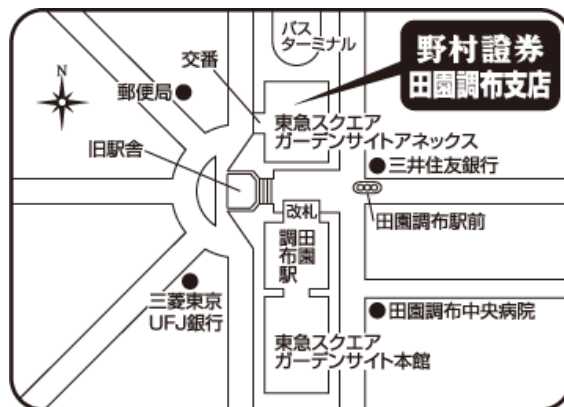 バス
ターミナル
野村證券
田園調布支店
交番
N
郵便局
東急スクエア
ガーデンサイトアネックス
旧駅舎
三井住友銀行
改札
田園調布駅前
田園
調布駅
三菱東京
UFJ銀行
田園調布中央病院
東急スクエア
ガーデンサイト本館